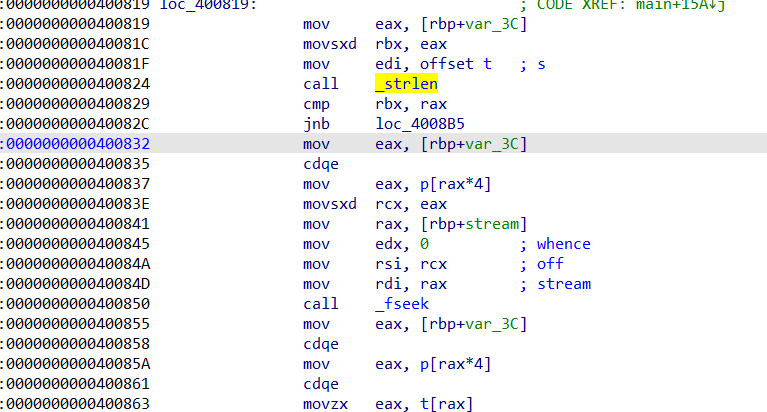 :0000000000400819 loc_400819: ; CODE XREF: main+15A↓j
:0000000000400819 mov eax, [rbp+var_3C]
:000000000040081C movsxd rbx, eax
:000000000040081F mov edi, offset t ; s
:0000000000400824 call _strlen
:0000000000400829 cmp rbx, rax
:000000000040082C jnb loc_4008B5
:0000000000400832 mov eax, [rbp+var_3C]
:0000000000400835 cdqe
:0000000000400837 mov eax, p[rax*4]
:000000000040083E movsxd rcx, eax
:0000000000400841 mov rax, [rbp+stream]
:0000000000400845 mov edx, 0 ; whence
:000000000040084A mov rsi, rcx ; off
:000000000040084D mov rdi, rax ; stream
:0000000000400850 call _fseek
:0000000000400855 mov eax, [rbp+var_3C]
:0000000000400858 cdqe
:000000000040085A mov eax, p[rax*4]
:0000000000400861 cdqe
:0000000000400863 movzx eax, t[rax]